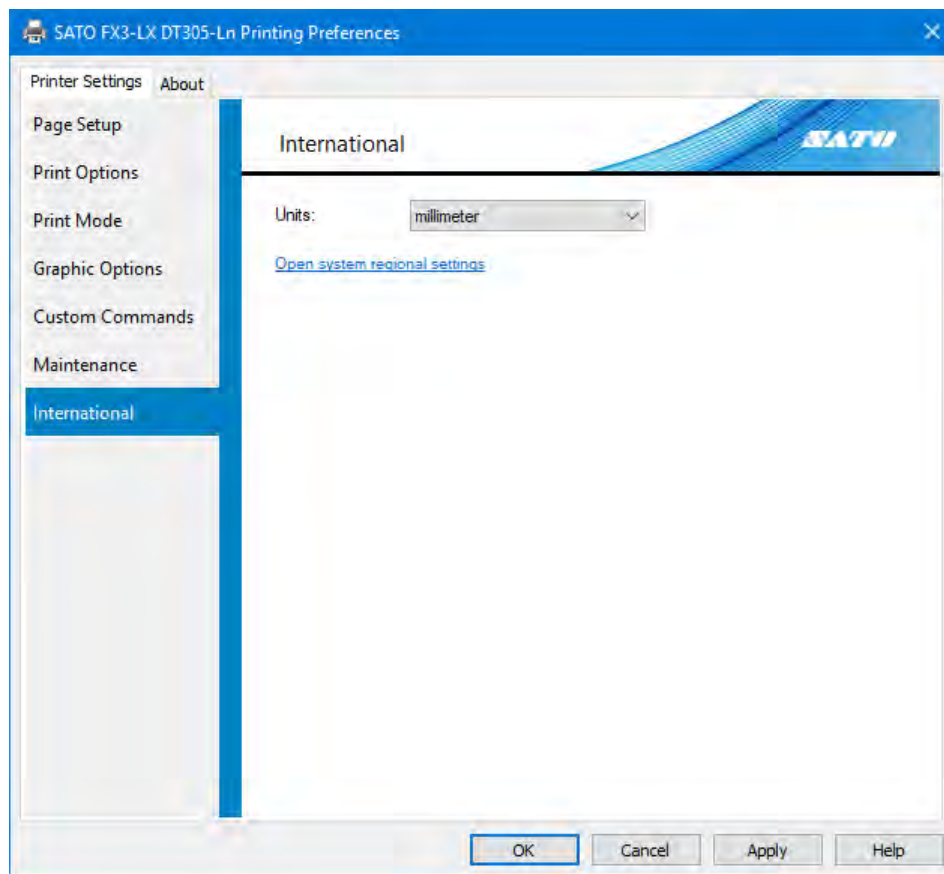 SATO FX3-LX DT305-Ln Printing Preferences
Printer Settings About
Page Setup
Print Options
Print Mode
Graphic Options
Custom Commands
Maintenance
International
International
SATO
Units: millimeter
Open system regional settings
OK Cancel Apply Help